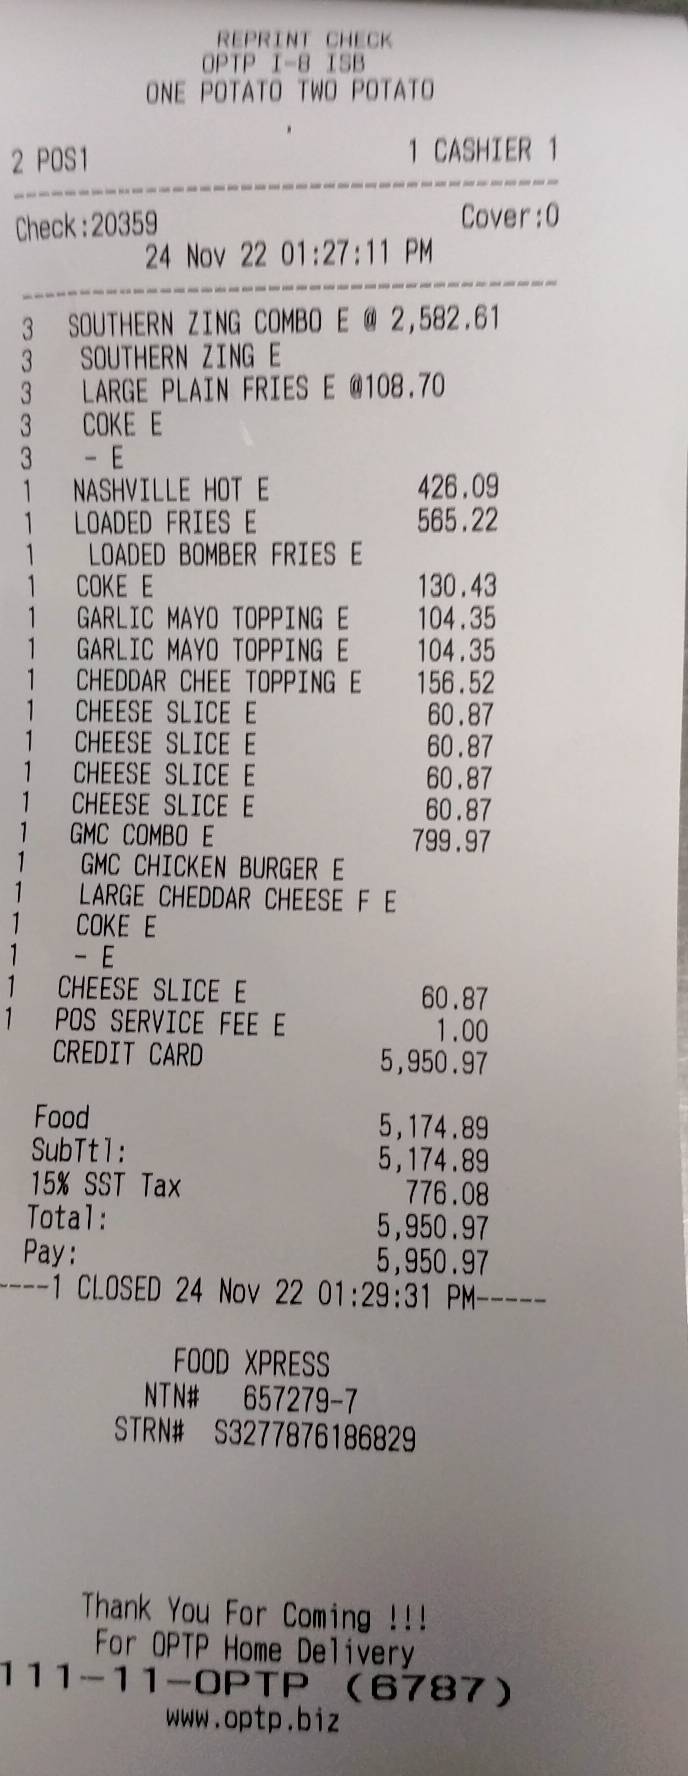 REPRINT CHECK
OPTP I-8 ISB
ONE POTATO TWO POTATO
2 POS1 1 CASHIER 1
Check:20359 Cover:0
24 Nov 22 01:27:11 PM
3 SOUTHERN ZING COMBO E @ 2,582.61
3 SOUTHERN ZING E
3 LARGE PLAIN FRIES E @108.70
3 COKE E
3 - E
1 NASHVILLE HOT E 426.09
1 LOADED FRIES E 565.22
1 LOADED BOMBER FRIES E
1 COKE E 130.43
1 GARLIC MAYO TOPPING E 104.35
1 GARLIC MAYO TOPPING E 104.35
1 CHEDDAR CHEE TOPPING E 156.52
1 CHEESE SLICE E 60.87
1 CHEESE SLICE E 60.87
1 CHEESE SLICE E 60.87
1 CHEESE SLICE E 60.87
1 GMC COMBO E 799.97
1 GMC CHICKEN BURGER E
1 LARGE CHEDDAR CHEESE F E
1 COKE E
1 - E
1 CHEESE SLICE E 60.87
1 POS SERVICE FEE E 1.00
CREDIT CARD 5,950.97
Food 5,174.89
SubTtl: 5,174.89
15% SST Tax 776.08
Total: 5,950.97
Pay: 5,950.97
----1 CLOSED 24 Nov 22 01:29:31 PM-----
FOOD XPRESS
NTN# 657279-7
STRN# S3277876186829
Thank You For Coming !!!
For OPTP Home Delivery
111-11-OPTP (6787)
www.optp.biz